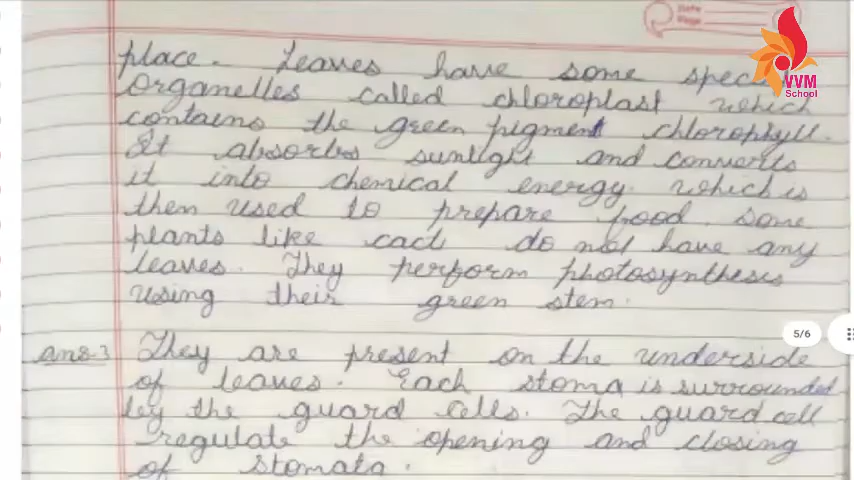 Date
Page
VVM
School
place. Leaves have some
organelles called chloroplast which
contains the green pigment chlorophyll.
It absorbs sunlight and converts
it into chemical energy. which is
then used to prepare food. some
plants like cacti do not have any
leaves. They perform photosynthesis
using their green stem.
5/6
ans.3 They are present on the underside
of leaves. Each stoma is surrounded
by the guard cells. The guard cell
regulate the opening and closing
of stomata.